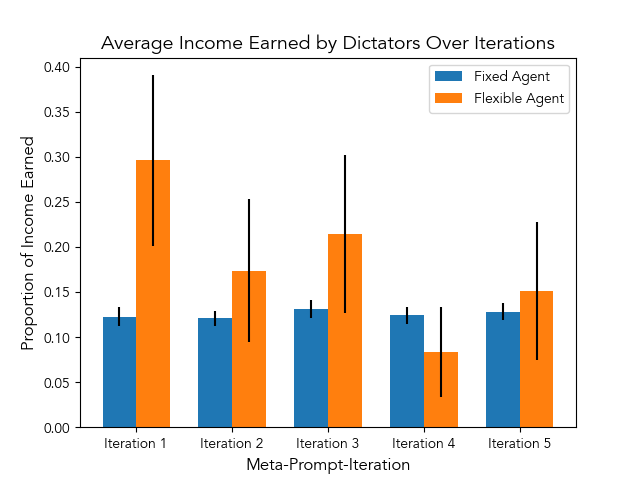 Average Income Earned by Dictators Over Iterations
Fixed Agent
Flexible Agent
Proportion of Income Earned
0.40
0.35
0.30
0.25
0.20
0.15
0.10
0.05
0.00
Iteration 1 Iteration 2 Iteration 3 Iteration 4 Iteration 5
Meta-Prompt-Iteration